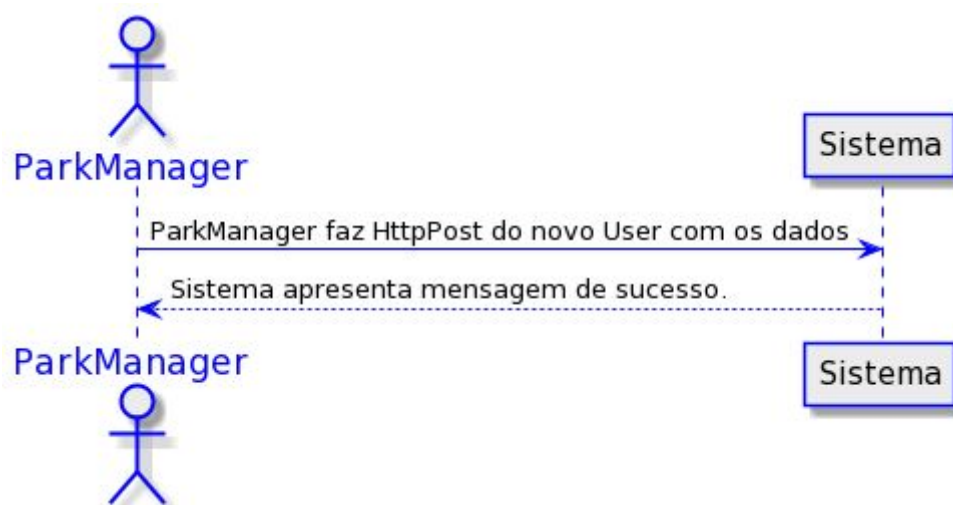 ParkManager
Sistema
ParkManager faz HttpPost do novo User com os dados
Sistema apresenta mensagem de sucesso.
ParkManager
Sistema